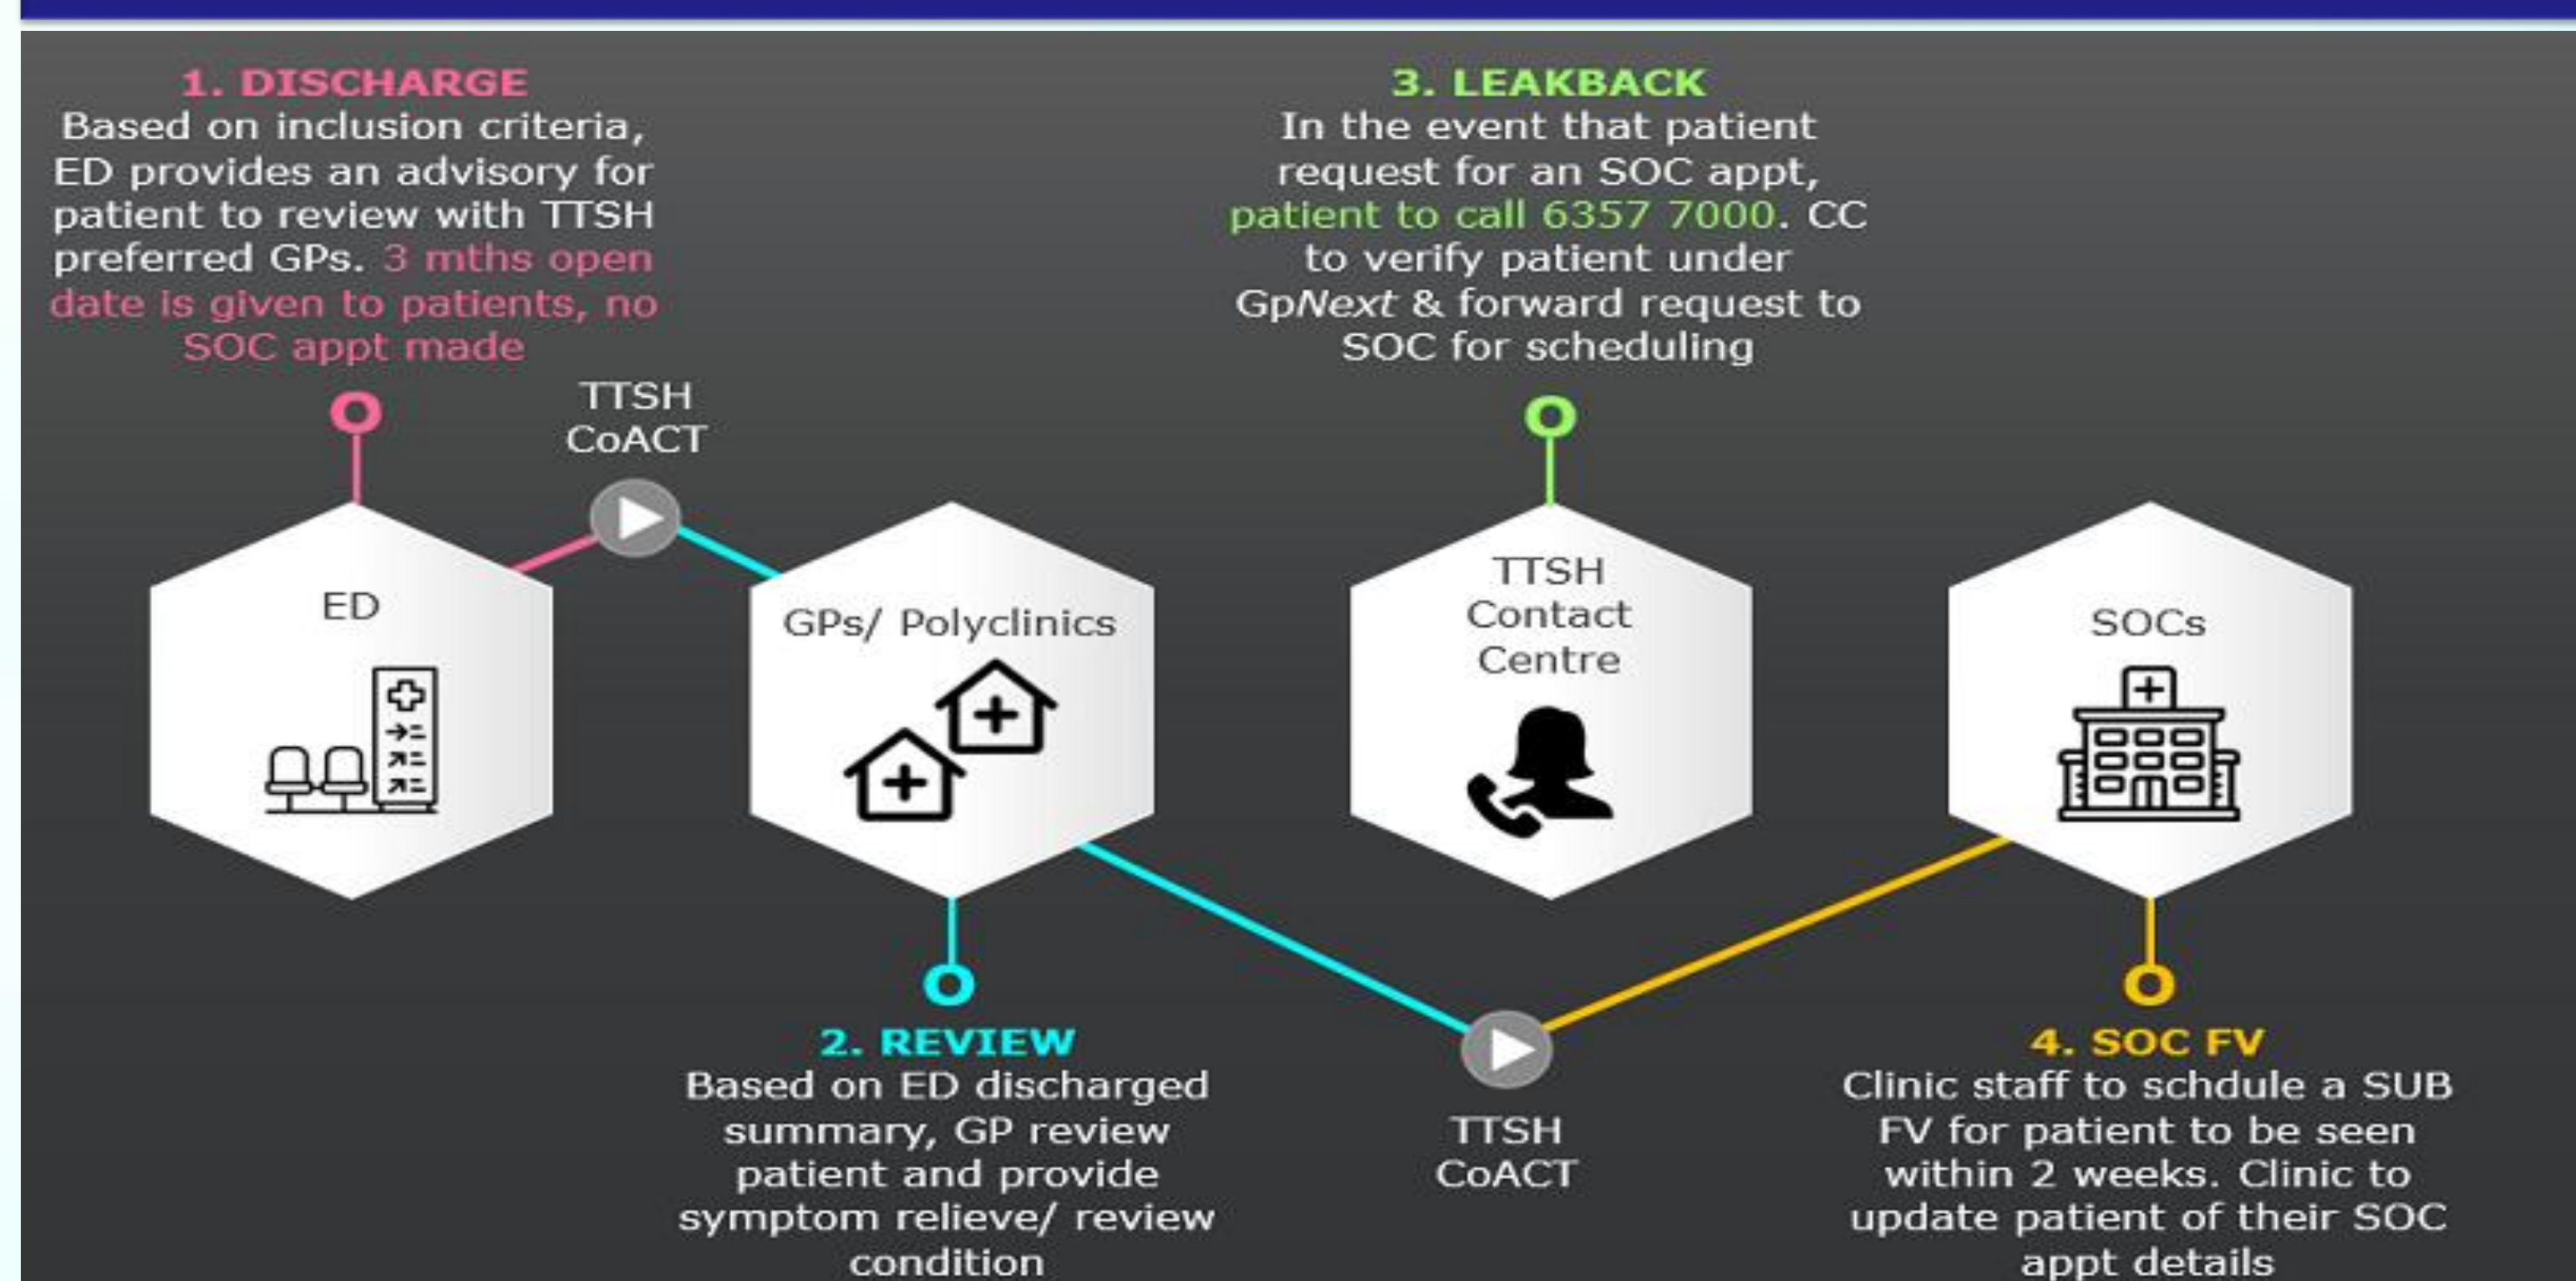 1. DISCHARGE
Based on inclusion criteria,
ED provides an advisory for
patient to review with TTSH
preferred GPs. 3 mths open
date is given to patients, no
SOC appt made
TTSH
CoACT
3. LEAKBACK
In the event that patient
request for an SOC appt,
patient to call 6357 7000. CC
to verify patient under
GpNext & forward request to
SOC for scheduling
ED
GPs/ Polyclinics
TTSH
Contact
Centre
SOCs
2. REVIEW
Based on ED discharged
summary, GP review
patient and provide
symptom relieve/ review
condition
TTSH
CoACT
4. SOC FV
Clinic staff to schdule a SUB
FV for patient to be seen
within 2 weeks. Clinic to
update patient of their SOC
appt details